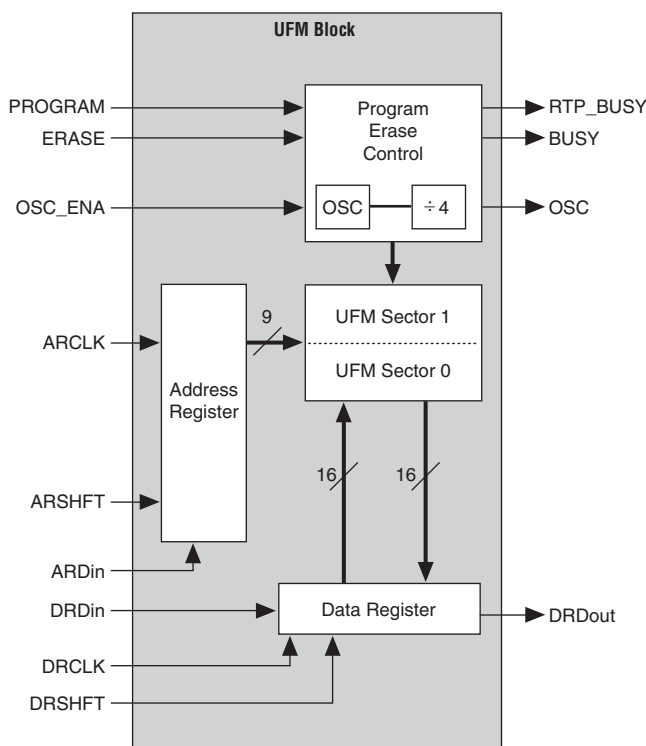 UFM Block
PROGRAM
ERASE
OSC_ENA
Program
Erase
Control
OSC
÷ 4
RTP_BUSY
BUSY
OSC
ARCLK
ARSHFT
ARDin
Address
Register
9
UFM Sector 1
UFM Sector 0
16
16
DRDin
DRCLK
DRSHFT
Data Register
DRDout